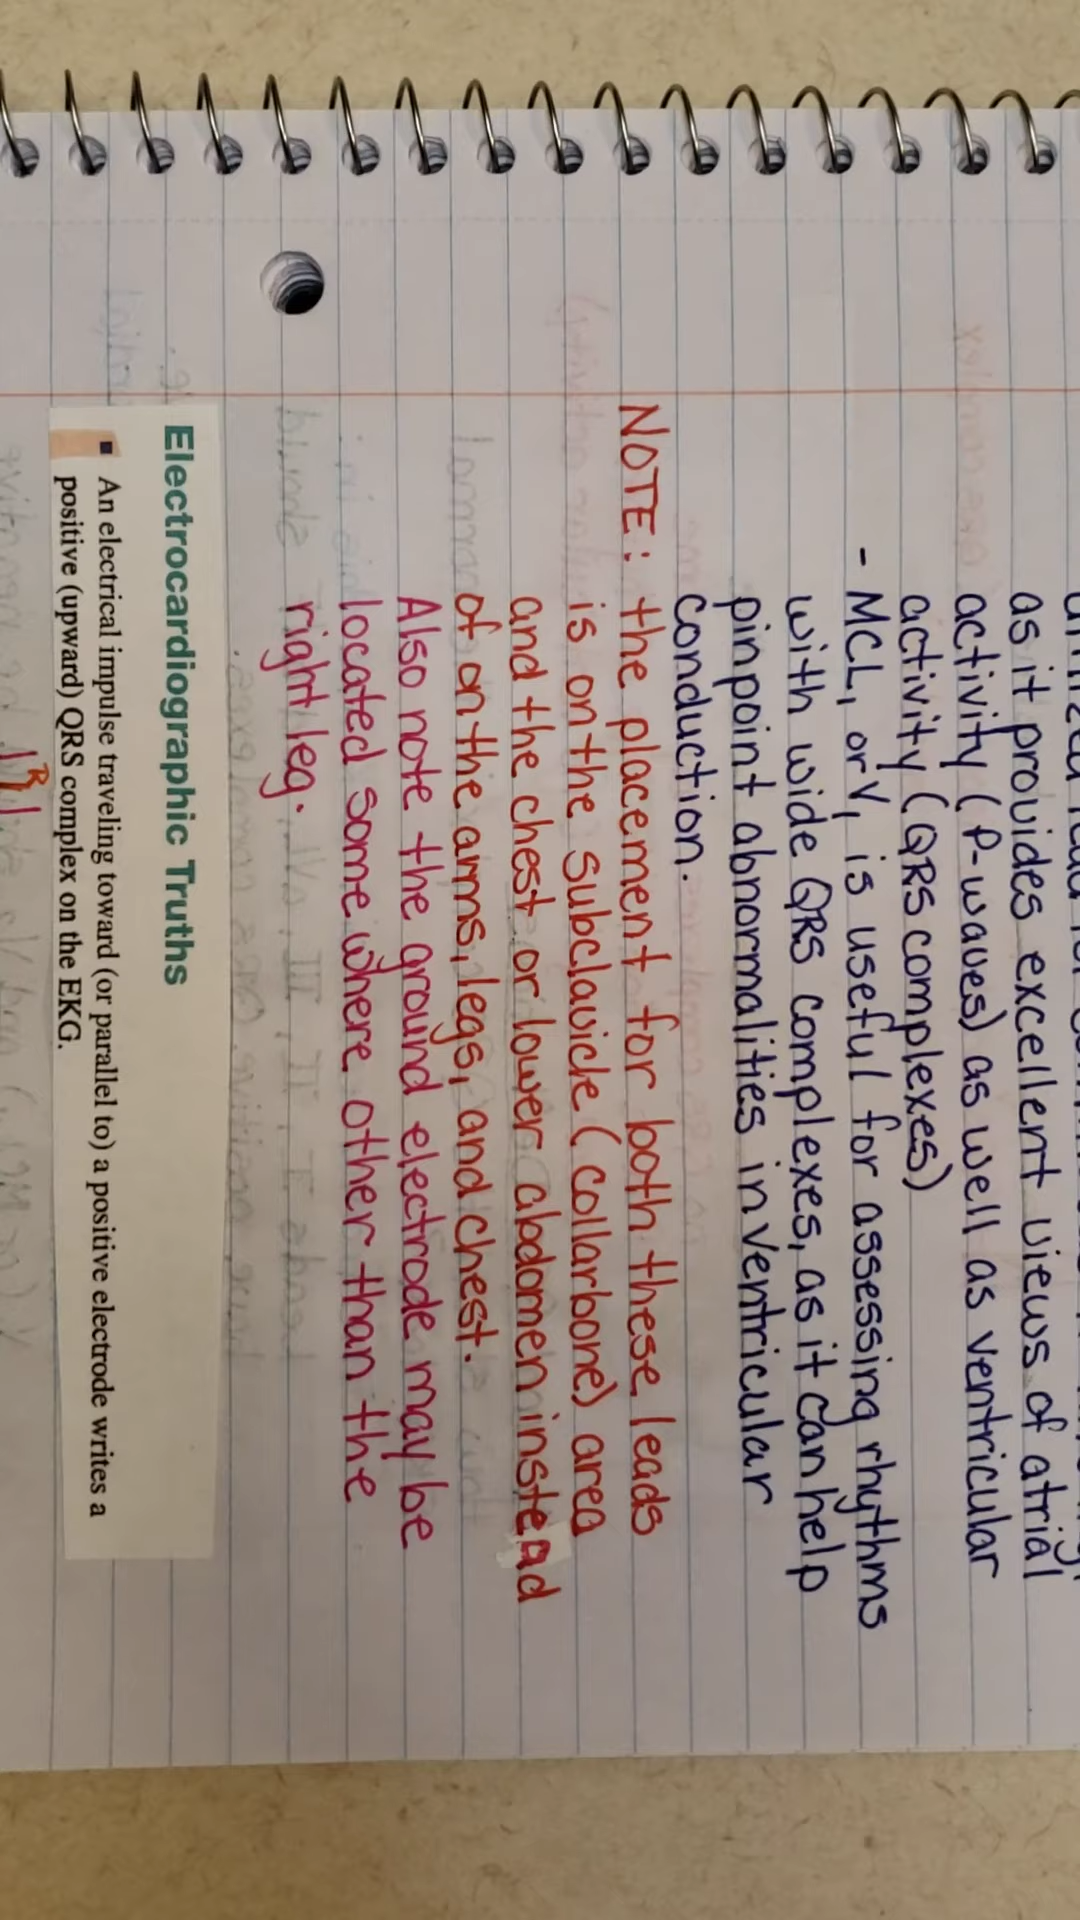 as it provides excellent views of atrial
activity (P-waves) as well as ventricular
activity (QRS complexes)
- MCL, or V, is useful for assessing rhythms
with wide QRS complexes, as it can help
pinpoint abnormalities in ventricular
conduction.
NOTE: the placement for both these leads
is on the subclavicle (collarbone) area
and the chest or lower abdomen instead
of on the arms, legs, and chest.
Also note the ground electrode may be
located some where other than the
right leg.
Electrocardiographic Truths
▪ An electrical impulse traveling toward (or parallel to) a positive electrode writes a
positive (upward) QRS complex on the EKG.
R